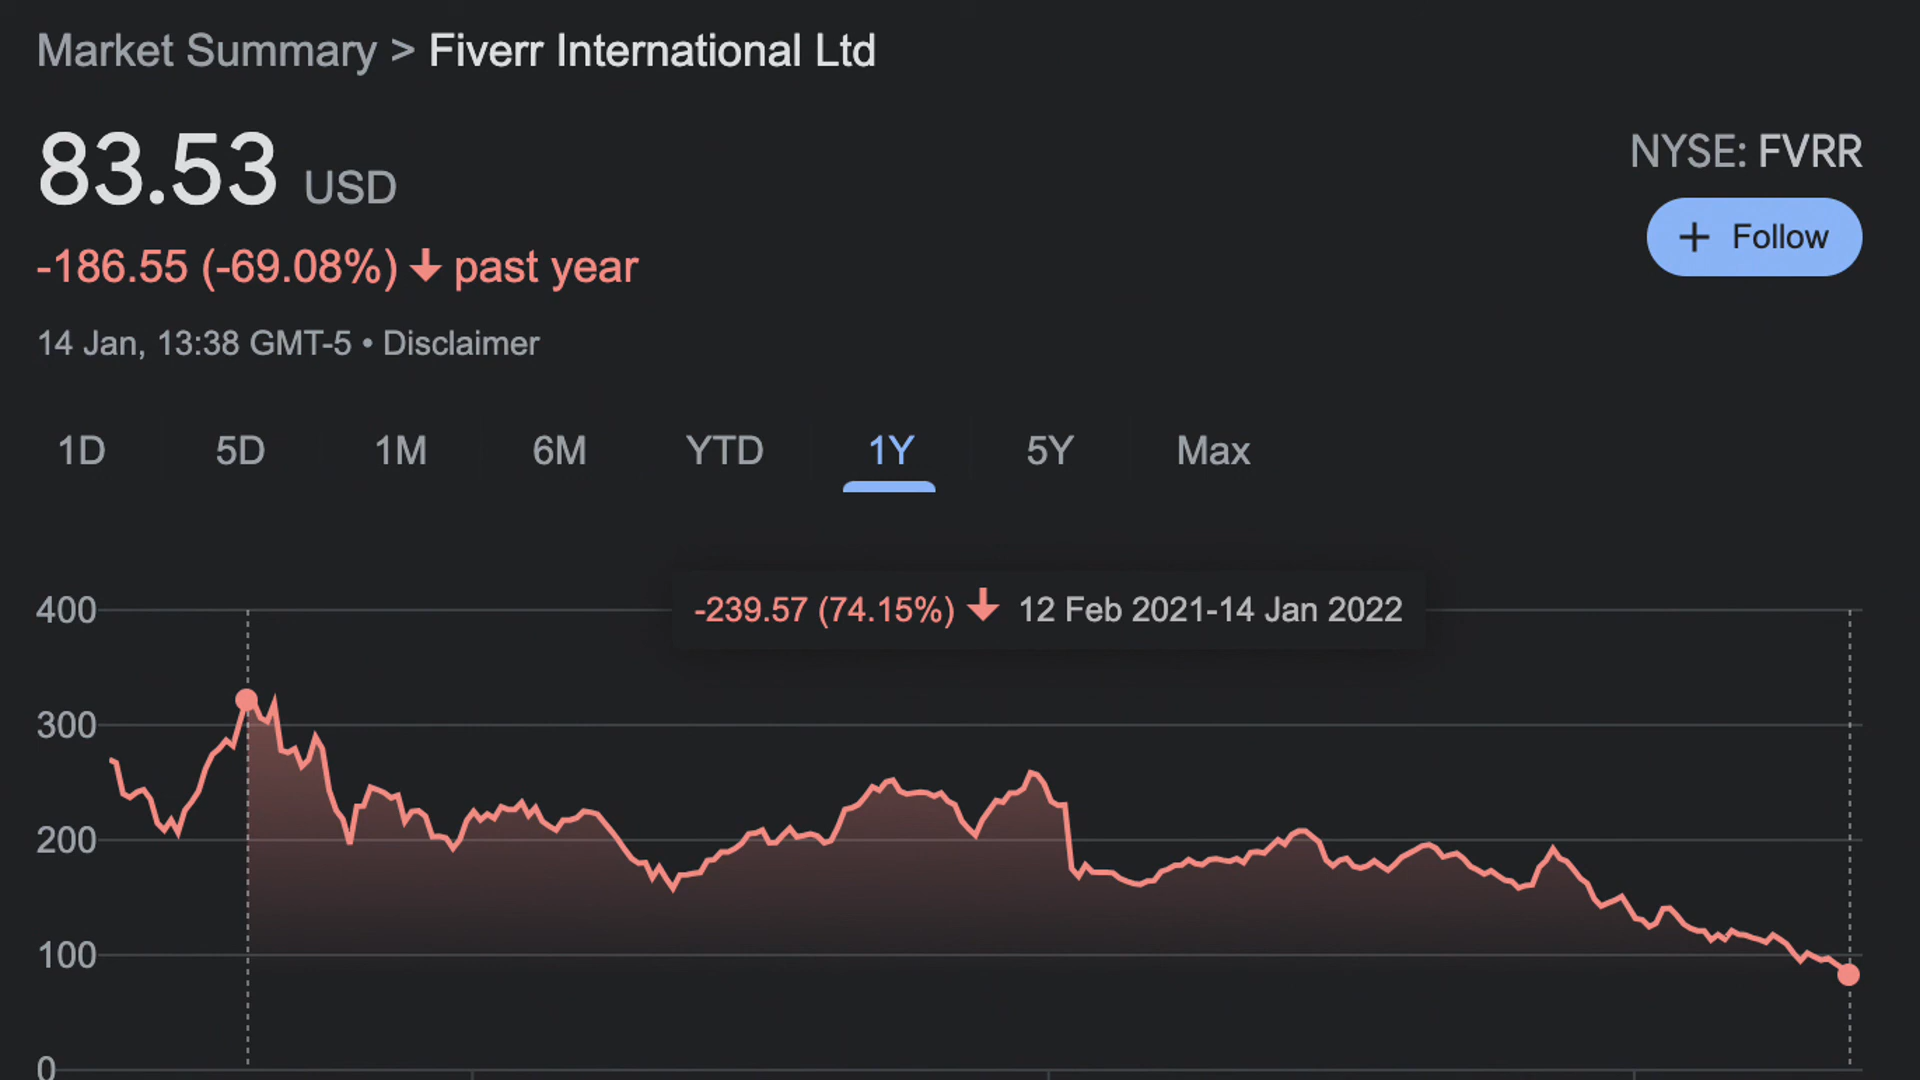 Market Summary > Fiverr International Ltd
83.53 USD
NYSE: FVRR
+ Follow
-186.55 (-69.08%) ↓ past year
14 Jan, 13:38 GMT-5 • Disclaimer
1D 5D 1M 6M YTD 1Y 5Y Max
-239.57 (74.15%) ↓ 12 Feb 2021-14 Jan 2022
400
300
200
100
0